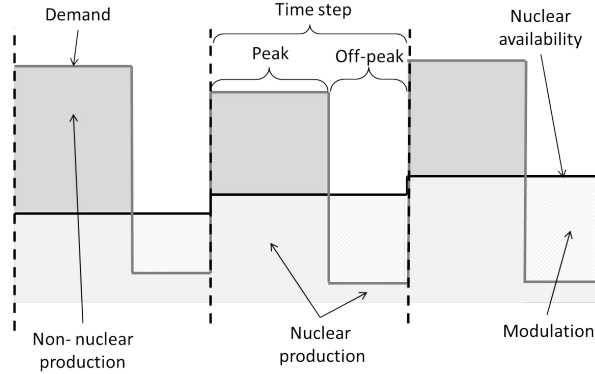 Demand
Time step
Nuclear
availability
Peak
Off-peak
Non- nuclear
production
Nuclear
production
Modulation